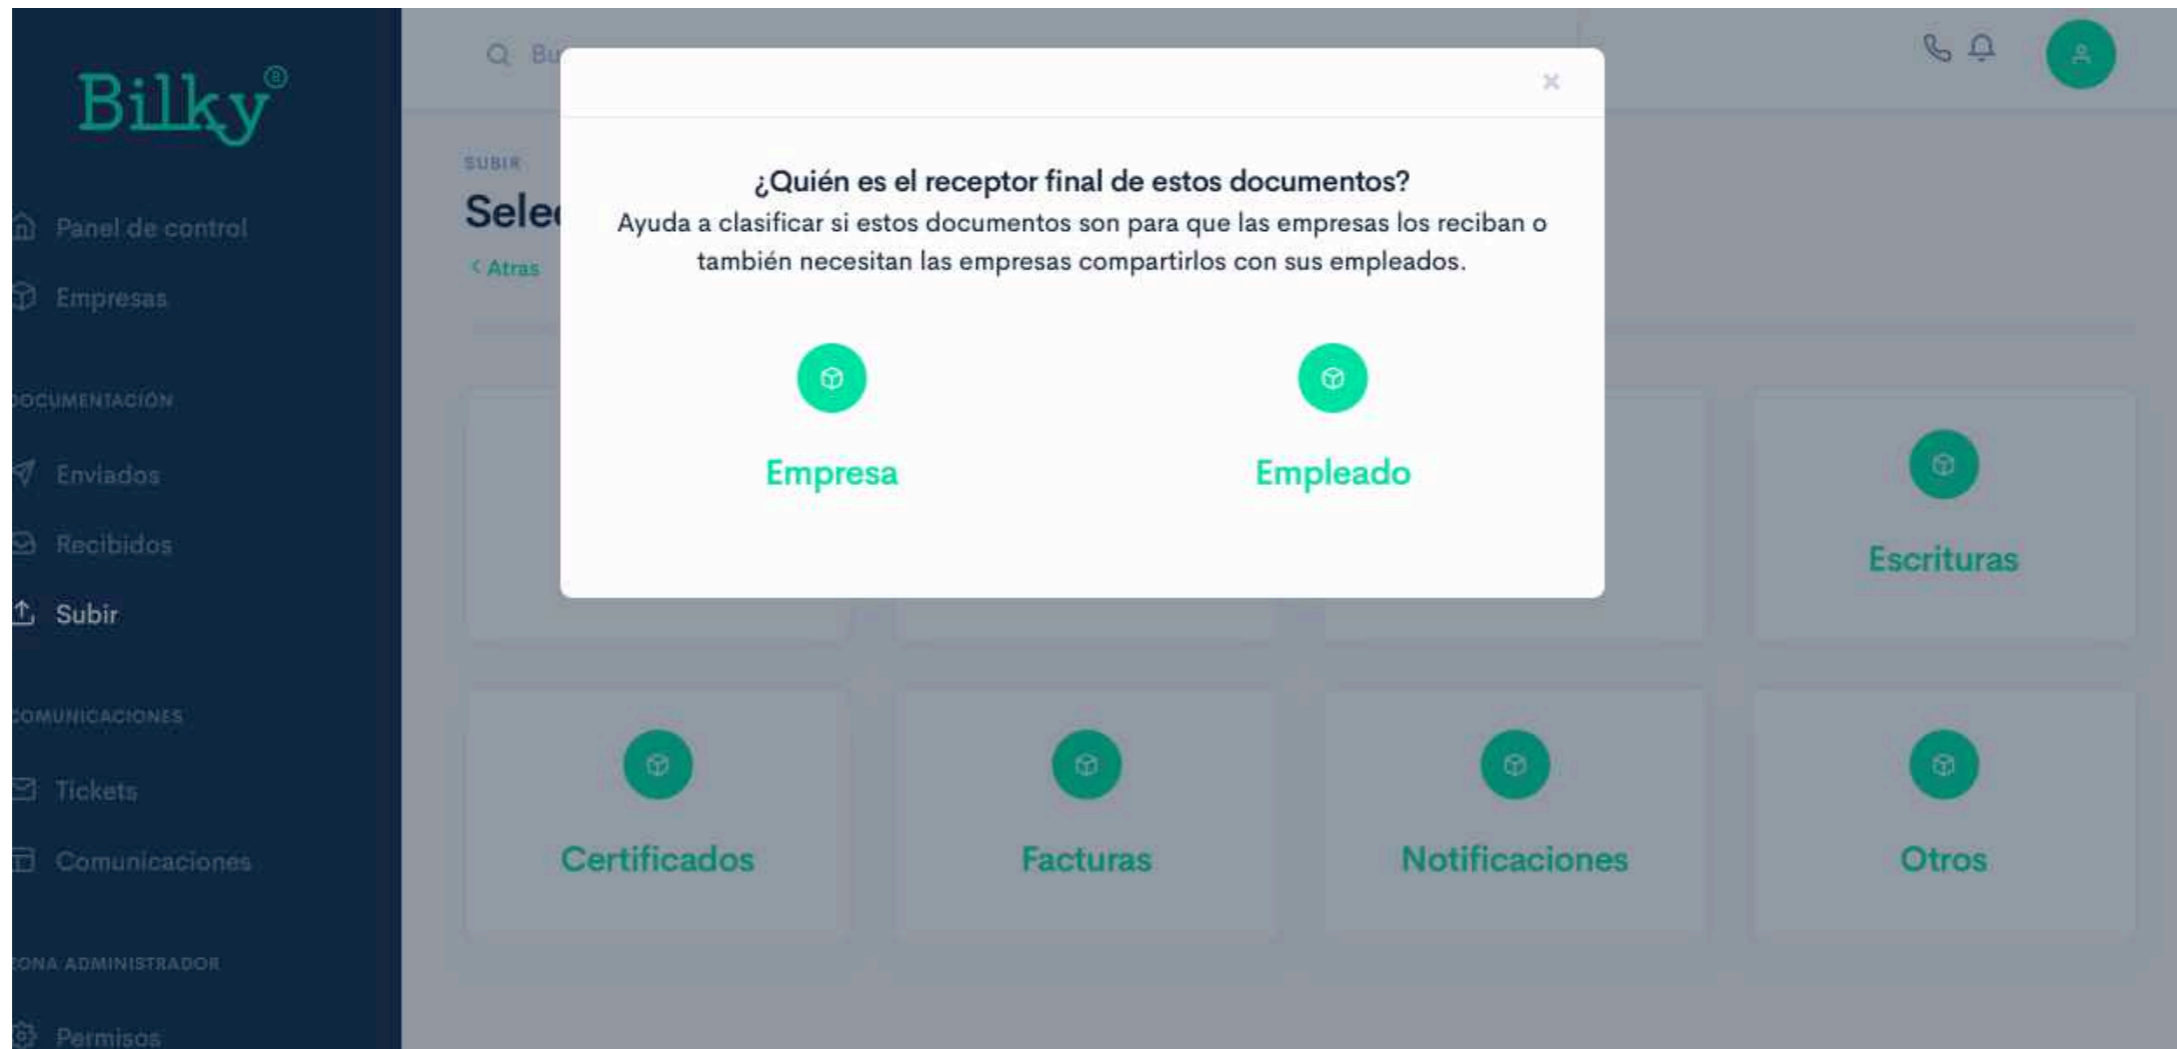 Bilky®
Panel de control
Empresas
DOCUMENTACIÓN
Enviados
Recibidos
Subir
COMUNICACIONES
Tickets
Comunicaciones
ZONA ADMINISTRADOR
Permisos
SUBIR
< Atras
×
¿Quién es el receptor final de estos documentos?
Ayuda a clasificar si estos documentos son para que las empresas los reciban o
también necesitan las empresas compartirlos con sus empleados.
Empresa
Empleado
Escrituras
Certificados
Facturas
Notificaciones
Otros